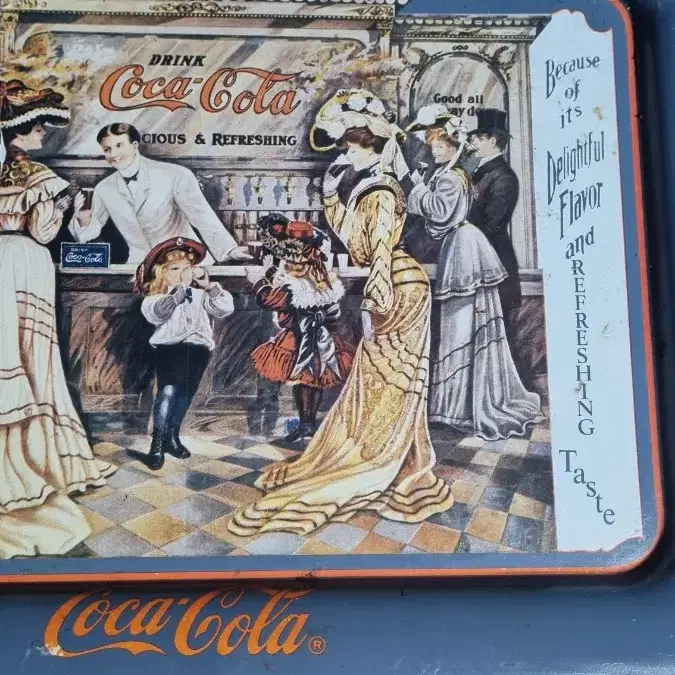 DRINK
Coca-Cola
CIOUS & REFRESHING
Good all
DRINK
Coca-Cola
Because
of
its
Delightful
Flavor
and
REFRESHING
Taste
Coca-Cola®